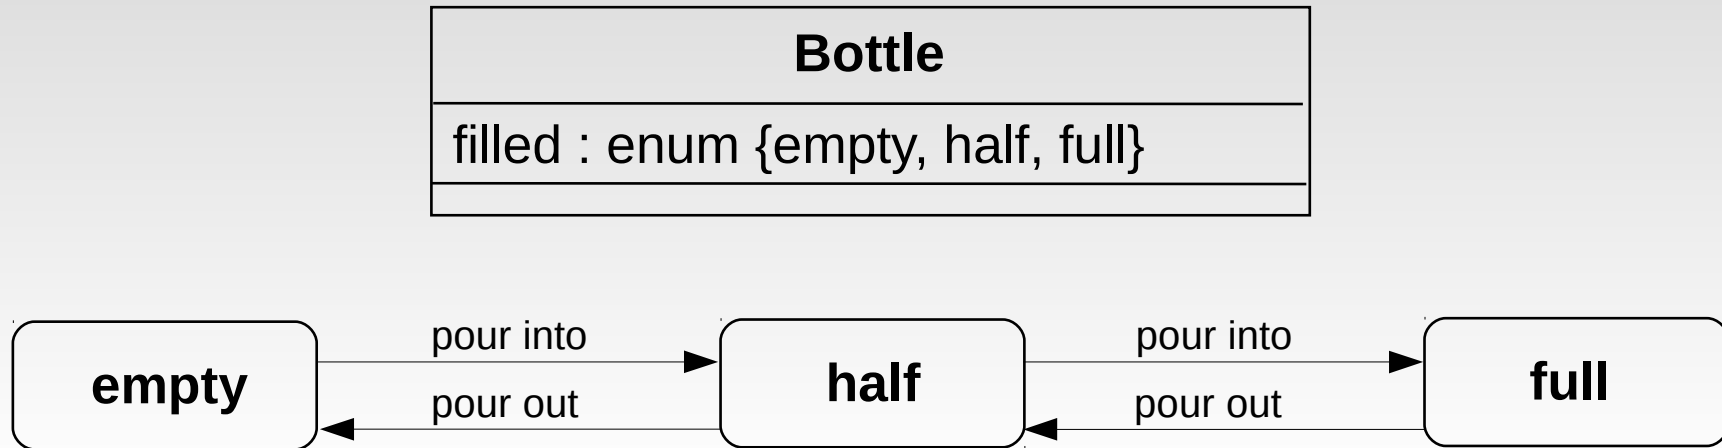 Bottle
filled : enum {empty, half, full}
pour into
pour into
empty
half
full
pour out
pour out